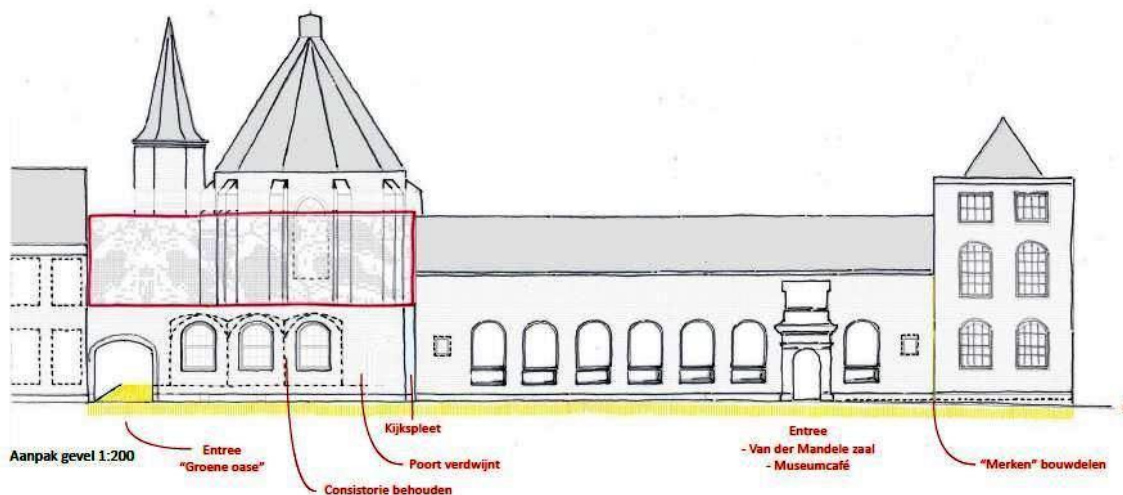 Kijkspleet
Aanpak gevel 1:200
Entree
"Groene oase"
Poort verdwijnt
Consistorie behouden
Entree
- Van der Mandele zaal
- Museumcafé
"Merken" bouwdelen